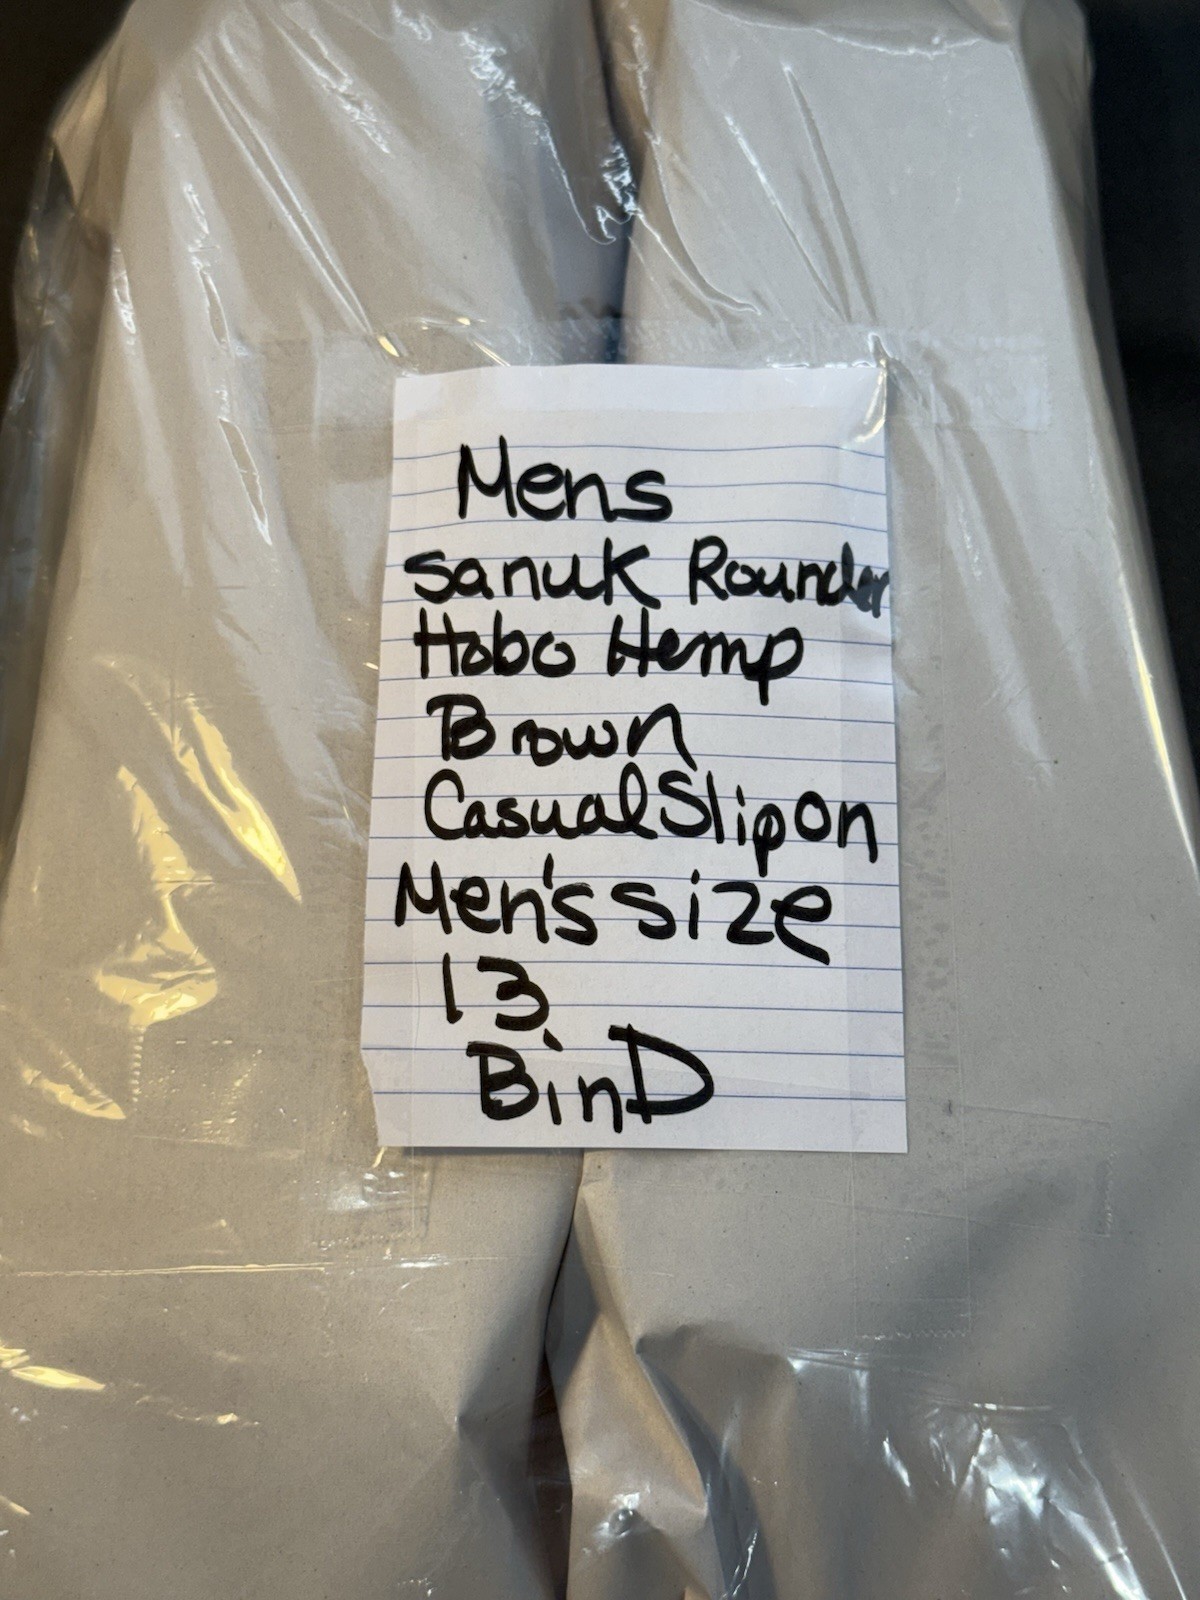 Mens
Sanuk Rounder
Hobo Hemp
Brown
Casual Slip on
Men's size
13
Bin D